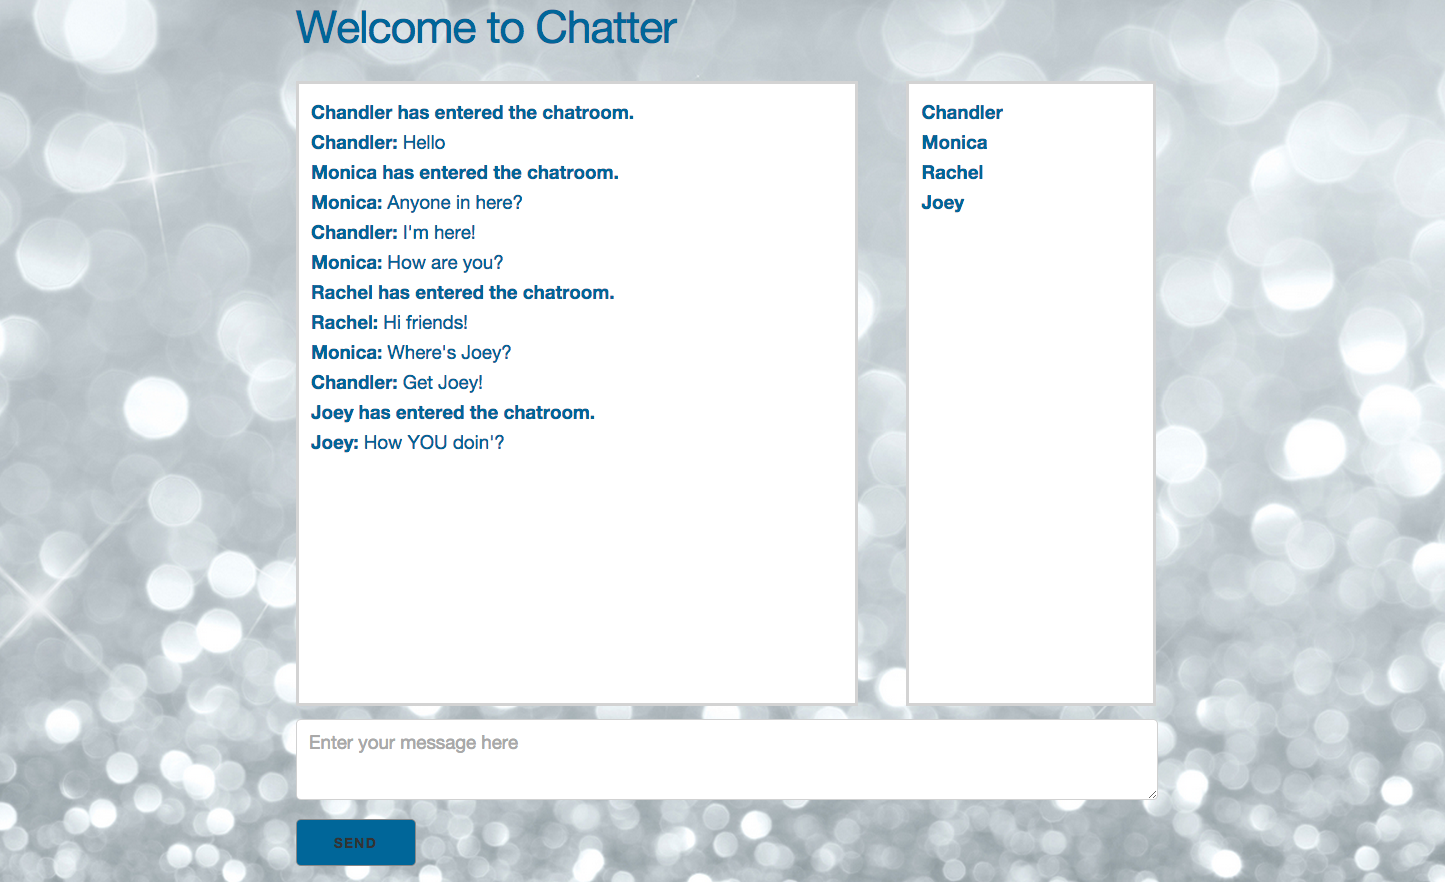 Welcome to Chatter
Chandler has entered the chatroom.
Chandler: Hello
Monica has entered the chatroom.
Monica: Anyone in here?
Chandler: I'm here!
Monica: How are you?
Rachel has entered the chatroom.
Rachel: Hi friends!
Monica: Where's Joey?
Chandler: Get Joey!
Joey has entered the chatroom.
Joey: How YOU doin'?
Chandler
Monica
Rachel
Joey
Enter your message here
SEND